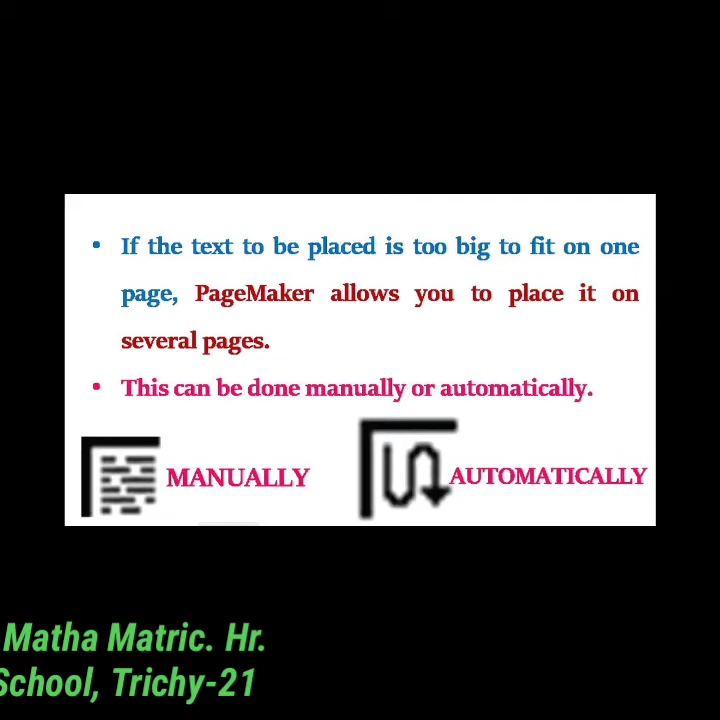 • If the text to be placed is too big to fit on one
page, PageMaker allows you to place it on
several pages.
• This can be done manually or automatically.
MANUALLY AUTOMATICALLY
Matha Matric. Hr.
School, Trichy-21